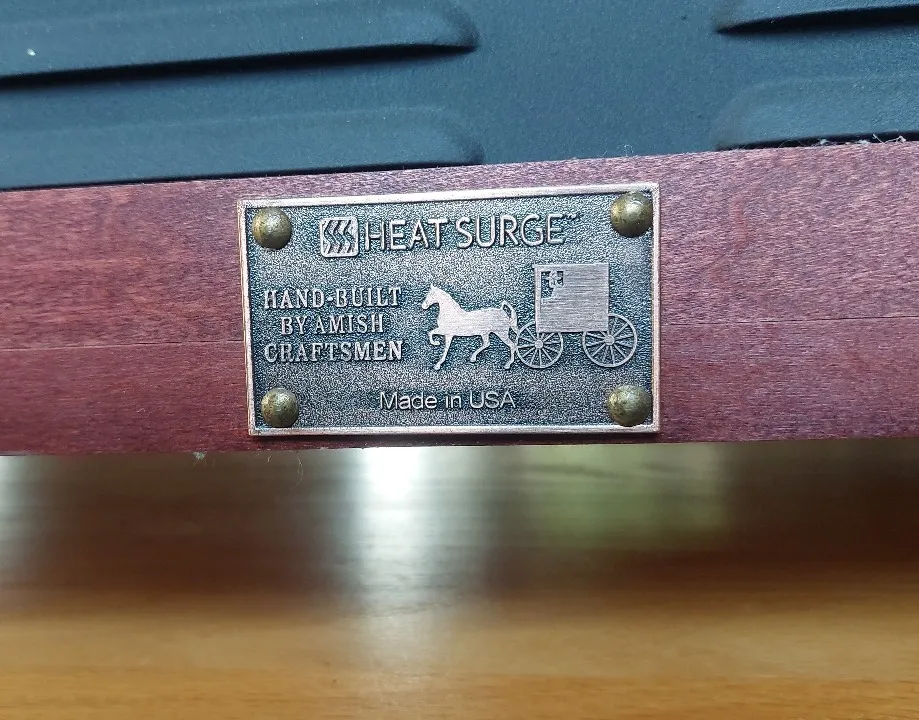 HEAT SURGE™
HAND-BUILT
BY AMISH
CRAFTSMEN
Made in USA